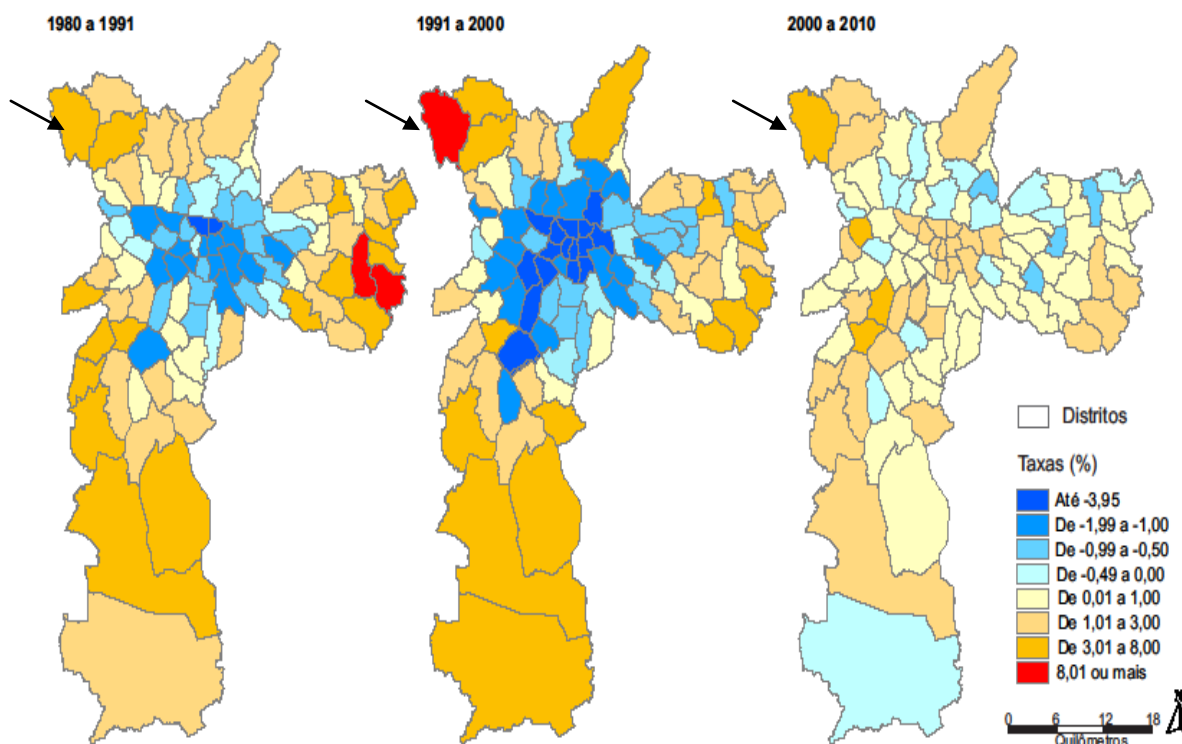 1980 a 1991
1991 a 2000
2000 a 2010
Distritos
Taxas (%)
Até -3,95
De -1,99 a -1,00
De -0,99 a -0,50
De -0,49 a 0,00
De 0,01 a 1,00
De 1,01 a 3,00
De 3,01 a 8,00
8,01 ou mais
0 6 12 18
Quilômetros